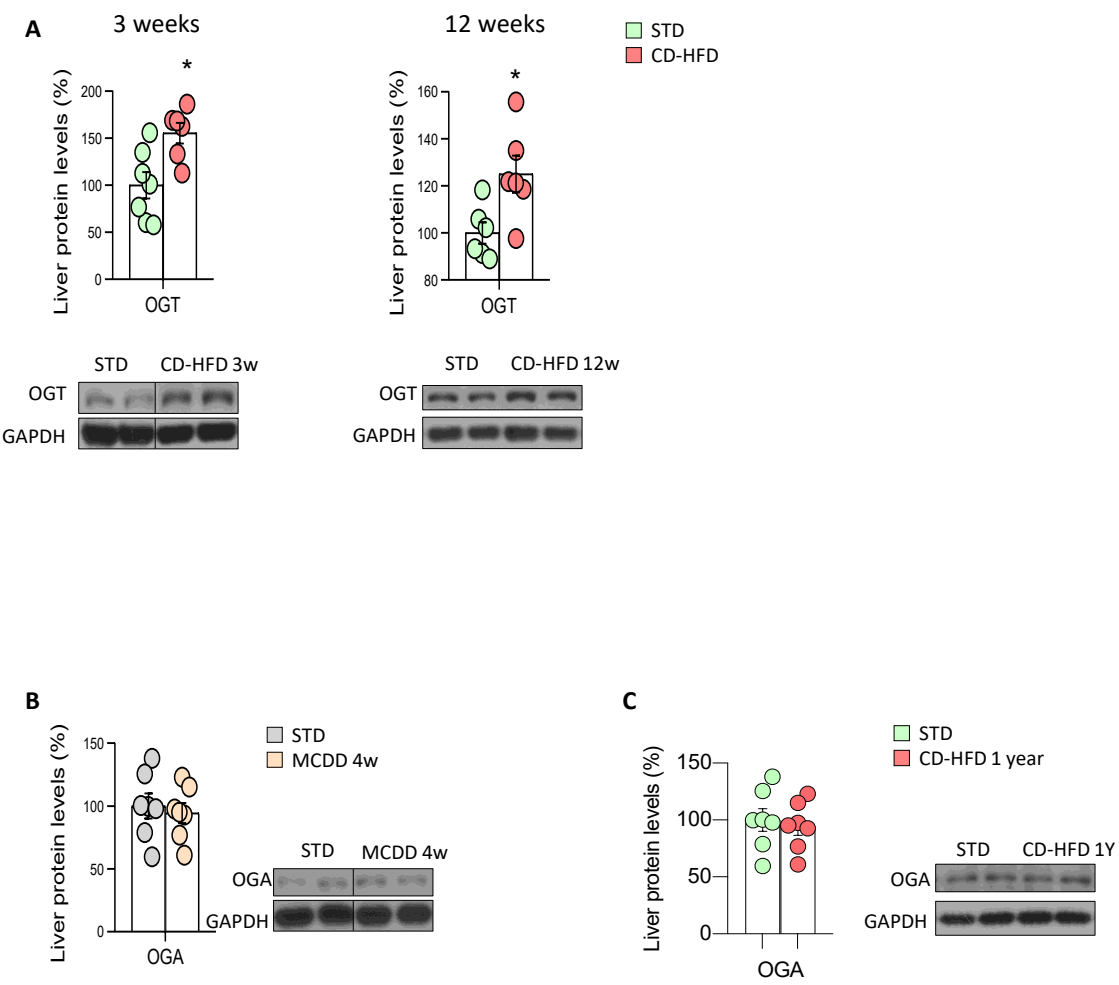 A
3 weeks
12 weeks
STD
CD-HFD
*
*
Liver protein levels (%)
200
150
100
50
0
OGT
Liver protein levels (%)
160
140
120
100
80
OGT
STD CD-HFD 3w
OGT
GAPDH
STD CD-HFD 12w
OGT
GAPDH
B
Liver protein levels (%)
150
100
50
0
OGA
STD
MCDD 4w
STD MCDD 4w
OGA
GAPDH
C
STD
CD-HFD 1 year
Liver protein levels (%)
150
100
50
0
OGA
STD CD-HFD 1Y
OGA
GAPDH